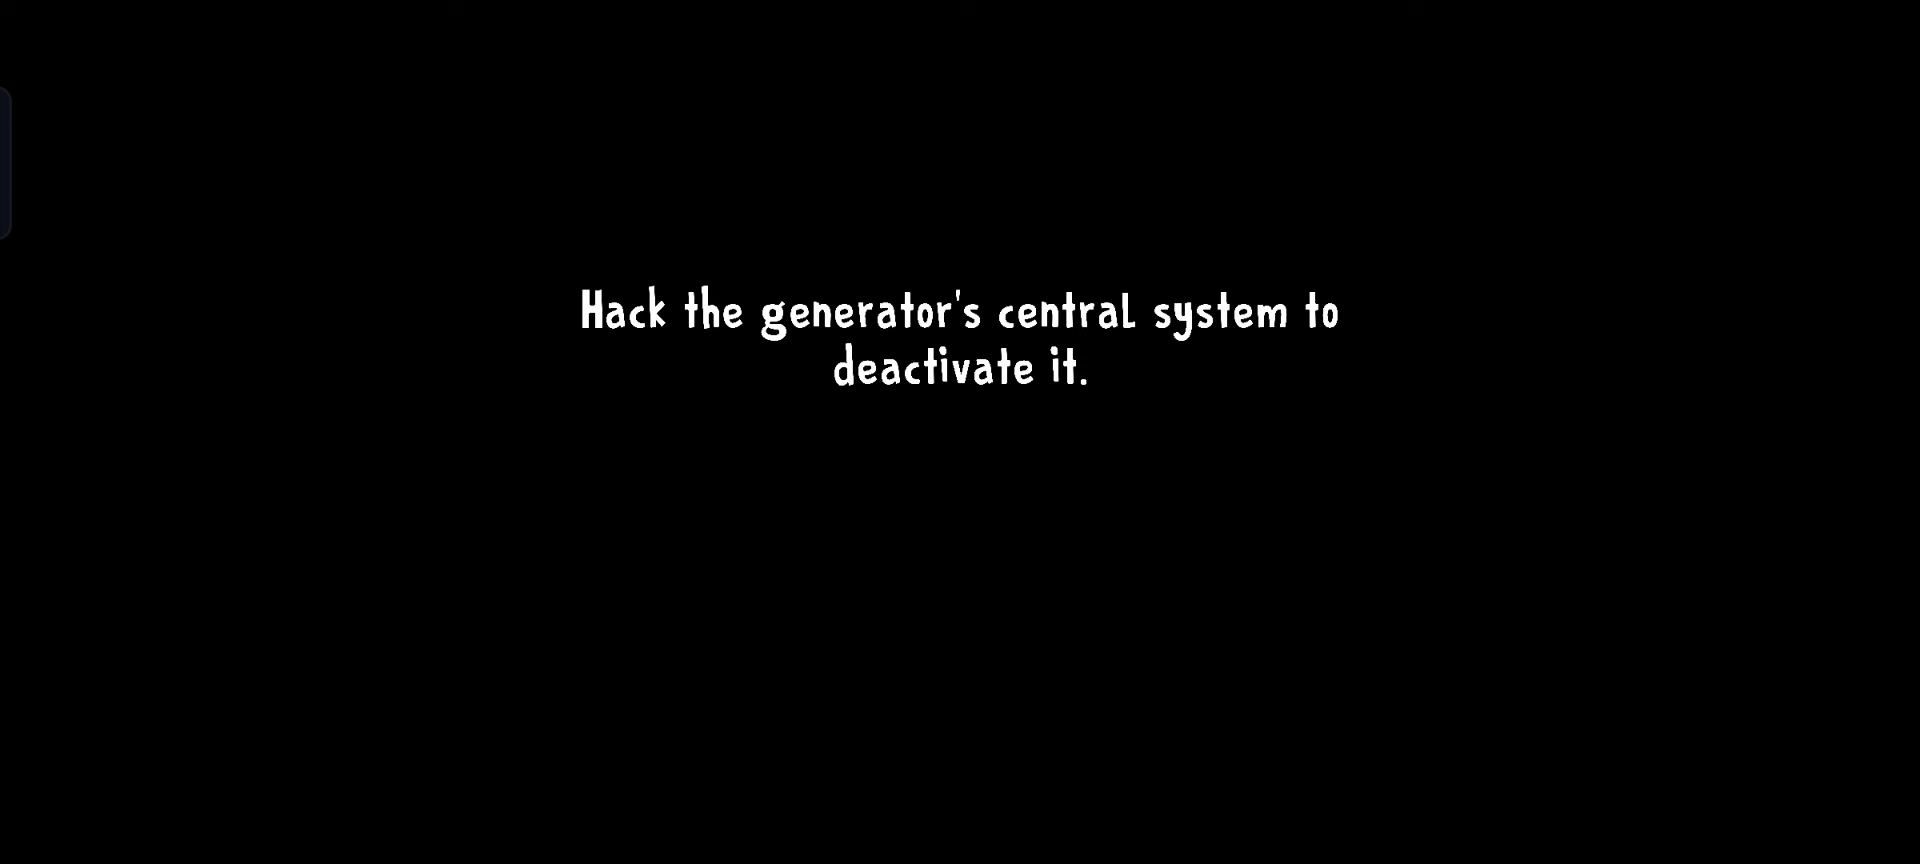 Hack the generator's central system to
deactivate it.